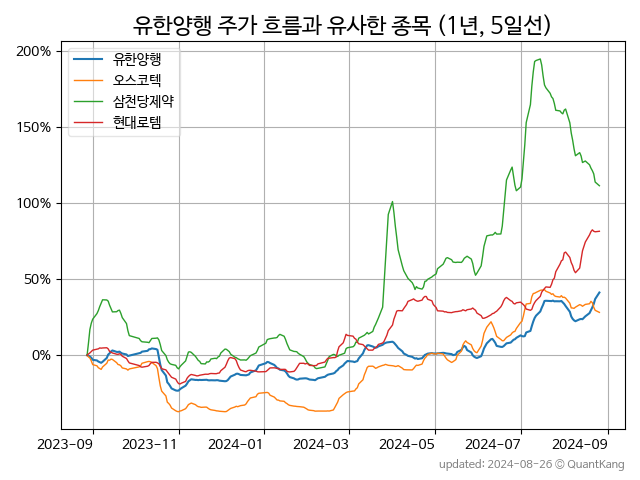 유한양행 주가 흐름과 유사한 종목 (1년, 5일선)
200%
150%
100%
50%
0%
유한양행
오스코텍
삼천당제약
현대로템
2023-09 2023-11 2024-01 2024-03 2024-05 2024-07 2024-09
updated: 2024-08-26 © QuantKang